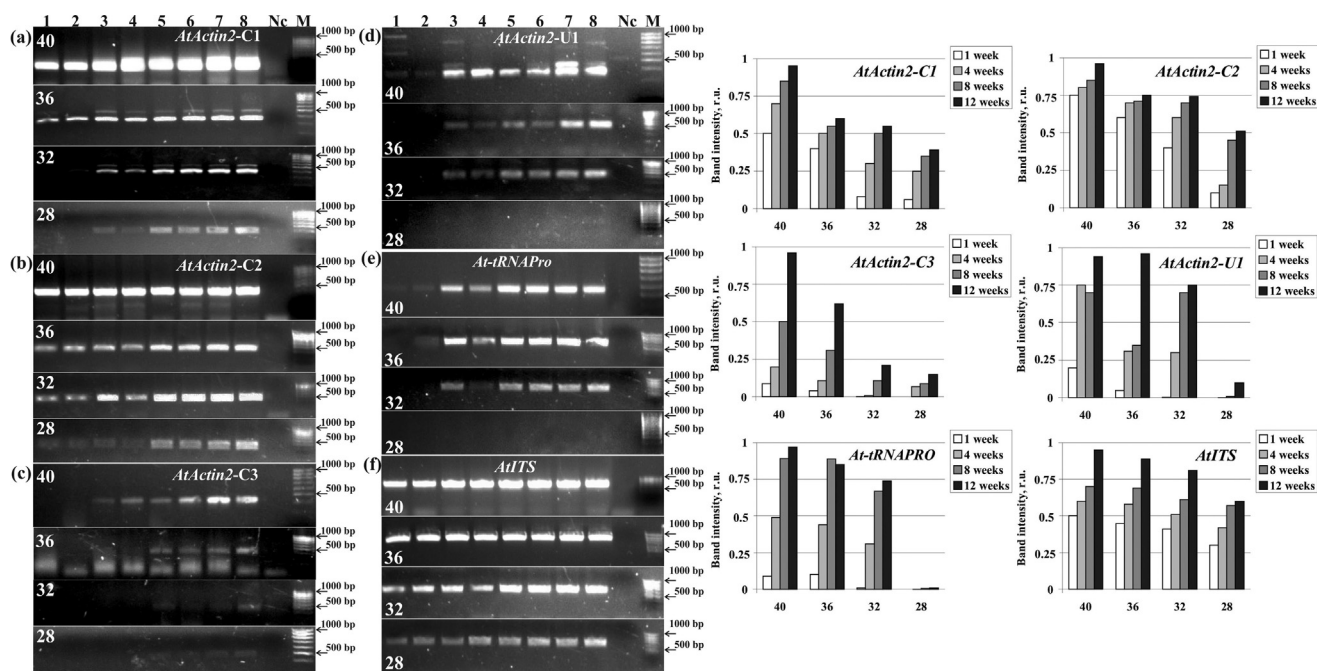 1 2 3 4 5 6 7 8 Nc M
(a) 40 AtActin2-C1 1000 bp
500 bp
36 1000 bp
500 bp
32 1000 bp
500 bp
28 1000 bp
500 bp
(b) 40 AtActin2-C2 1000 bp
500 bp
36 1000 bp
500 bp
32 1000 bp
500 bp
28 1000 bp
500 bp
(c) 40 AtActin2-C3 1000 bp
500 bp
36 1000 bp
500 bp
32 1000 bp
500 bp
28 1000 bp
500 bp
1 2 3 4 5 6 7 8 Nc M
(d) AtActin2-U1 1000 bp
500 bp
40
1000 bp
500 bp
36
1000 bp
500 bp
32
1000 bp
500 bp
28
(e) At-tRNAPro 1000 bp
500 bp
40
1000 bp
500 bp
36
1000 bp
500 bp
32
1000 bp
500 bp
28
(f) AtITS 1000 bp
500 bp
40
1000 bp
500 bp
36
1000 bp
500 bp
32
1000 bp
500 bp
28
AtActin2-C1
Band intensity, r.u.
1
0.75
0.5
0.25
0
40 36 32 28
1 week
4 weeks
8 weeks
12 weeks
AtActin2-C2
Band intensity, r.u.
1
0.75
0.5
0.25
0
40 36 32 28
1 week
4 weeks
8 weeks
12 weeks
AtActin2-C3
Band intensity, r.u.
1
0.75
0.5
0.25
0
40 36 32 28
1 week
4 weeks
8 weeks
12 weeks
AtActin2-U1
Band intensity, r.u.
1
0.75
0.5
0.25
0
40 36 32 28
1 week
4 weeks
8 weeks
12 weeks
At-tRNAPRO
Band intensity, r.u.
1
0.75
0.5
0.25
0
40 36 32 28
1 week
4 weeks
8 weeks
12 weeks
AtITS
Band intensity, r.u.
1
0.75
0.5
0.25
0
40 36 32 28
1 week
4 weeks
8 weeks
12 weeks